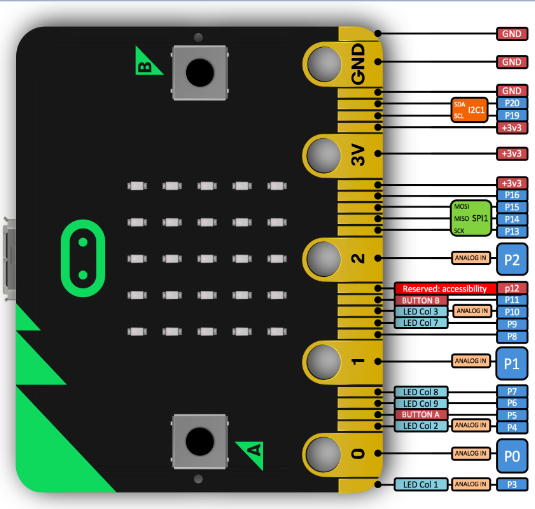 GND
GND GND
B
GND
SDA I2C1 P20
SCL P19
+3v3
3V +3v3
+3v3
P16
MOSI P15
MISO SPI1 P14
SCK P13
2 ANALOG IN P2
Reserved: accessibility p12
BUTTON B P11
LED Col 3 ANALOG IN P10
LED Col 7 P9
P8
1 ANALOG IN P1
LED Col 8 P7
LED Col 9 P6
BUTTON A P5
LED Col 2 ANALOG IN P4
A
0 ANALOG IN P0
LED Col 1 ANALOG IN P3